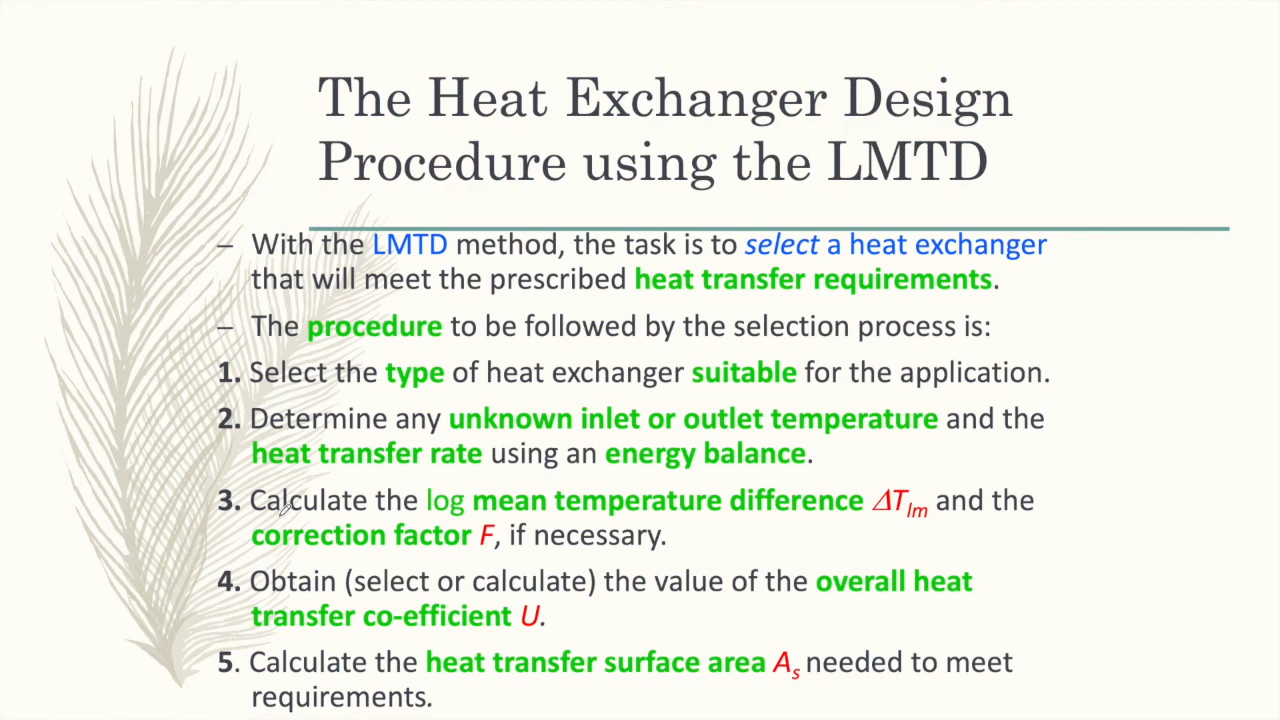 The Heat Exchanger Design
Procedure using the LMTD
– With the LMTD method, the task is to select a heat exchanger
that will meet the prescribed heat transfer requirements.
– The procedure to be followed by the selection process is:
1. Select the type of heat exchanger suitable for the application.
2. Determine any unknown inlet or outlet temperature and the
heat transfer rate using an energy balance.
3. Calculate the log mean temperature difference ΔTlm and the
correction factor F, if necessary.
4. Obtain (select or calculate) the value of the overall heat
transfer co-efficient U.
5. Calculate the heat transfer surface area As needed to meet
requirements.